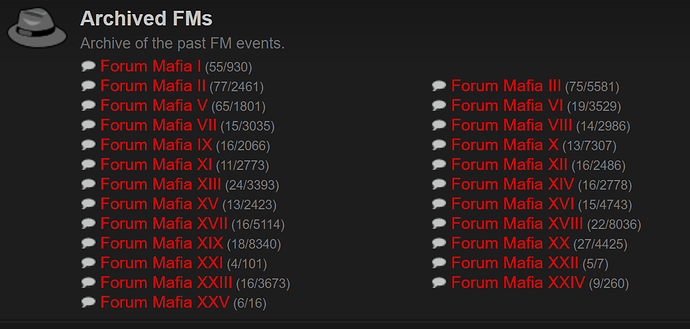 Archived FMs
Archive of the past FM events.
Forum Mafia I (55/930)
Forum Mafia II (77/2461) Forum Mafia III (75/5581)
Forum Mafia V (65/1801) Forum Mafia VI (19/3529)
Forum Mafia VII (15/3035) Forum Mafia VIII (14/2986)
Forum Mafia IX (16/2066) Forum Mafia X (13/7307)
Forum Mafia XI (11/2773) Forum Mafia XII (16/2486)
Forum Mafia XIII (24/3393) Forum Mafia XIV (16/2778)
Forum Mafia XV (13/2423) Forum Mafia XVI (15/4743)
Forum Mafia XVII (16/5114) Forum Mafia XVIII (22/8036)
Forum Mafia XIX (18/8340) Forum Mafia XX (27/4425)
Forum Mafia XXI (4/101) Forum Mafia XXII (5/7)
Forum Mafia XXIII (16/3673) Forum Mafia XXIV (9/260)
Forum Mafia XXV (6/16)